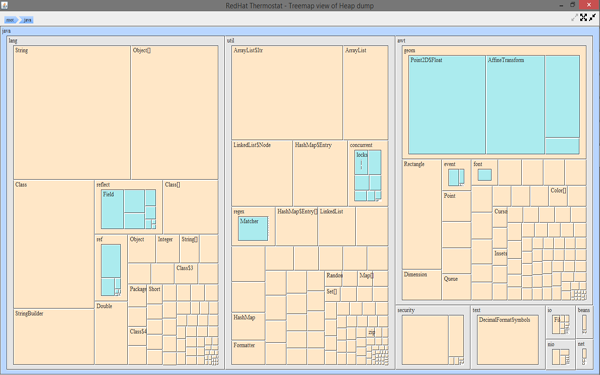 RedHat Thermostat - Treemap view of Heap dump
java
java
lang
util
awt
String
Object[]
ArrayList$Itr
ArrayList
geom
Point2D$Float
AffineTransform
LinkedList$Node
HashMap$Entry
concurrent
locks
Rectangle
event
font
Class
reflect
Class[]
Field
Point
Color[]
regex
HashMap$Entry[]
LinkedList
Matcher
Cursor
ref
Object
Integer
String[]
Insets
Class$3
Random
Map[]
Dimension
Queue
Package
Short
Set[]
Double
StringBuilder
HashMap
Class$4
zip
Formatter
security
text
DecimalFormatSymbols
io
beans
nio
net